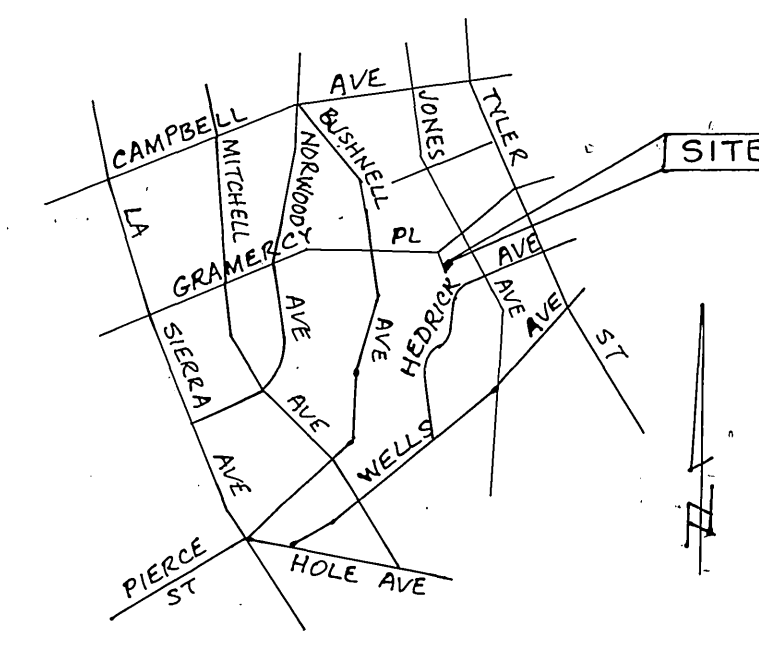 CAMPBELL AVE
LA SIERRA AVE
MITCHELL AVE
NORWOOD AVE
BUSHNELL AVE
JONES AVE
TYLER ST
SITE
GRAMERCY PL
HEDRICK AVE
WELLS AVE
PIERCE ST
HOLE AVE
N